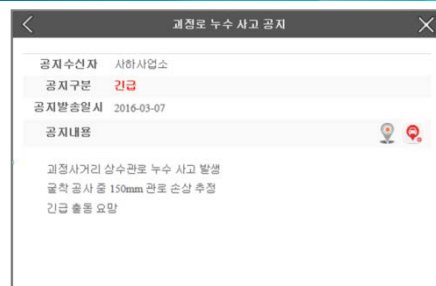 괴정로 누수 사고 공지
공지수신자 사하사업소
공지구분 긴급
공지발송일시 2016-03-07
공지내용
괴정사거리 상수관로 누수 사고 발생
굴착 공사 중 150mm 관로 손상 추정
긴급 출동 요망